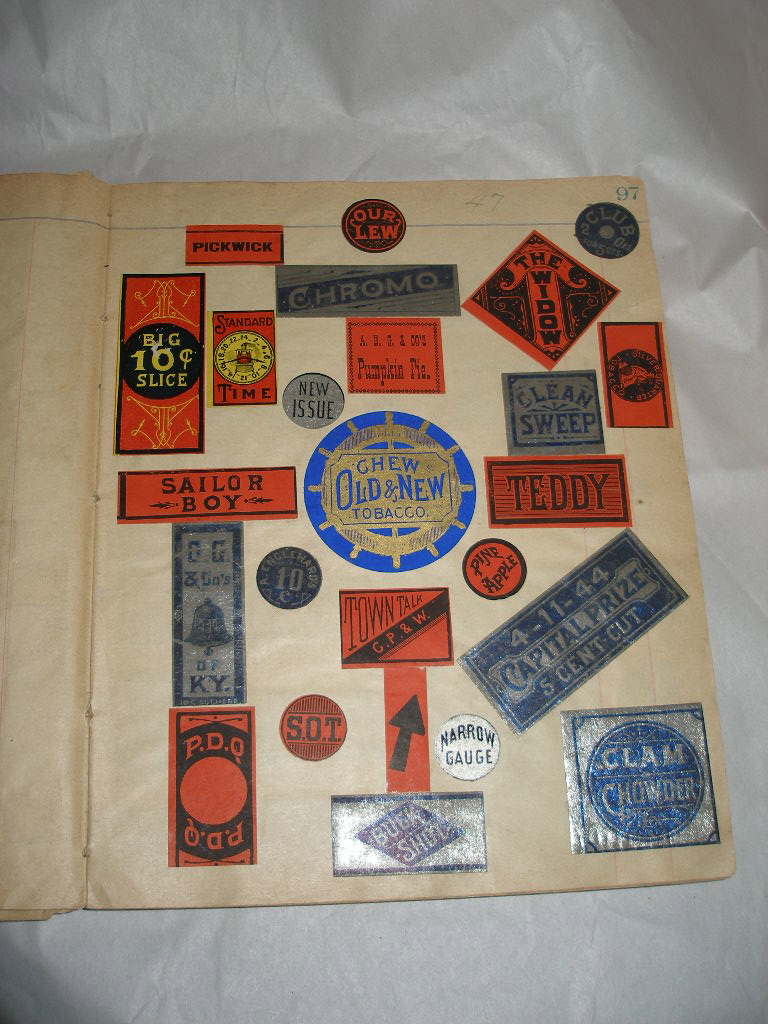 97
47
OUR
LEW
CLUB
PICKWICK
CHROMO
THE
WIDOW
BIG
10¢
SLICE
STANDARD
TIME
A. B. C. & CO'S
Pumpkin Pie.
NEW
ISSUE
CLEAN
SWEEP
CHEW
OLD & NEW
TOBACCO.
SAILOR
BOY
TEDDY
& Co's
OF
KY.
10
¢
PINE
APPLE
4-11-44
CAPITAL PRIZE
5 CENT CUT
TOWN TALK
G.P. & W.
S.O.T.
NARROW
GAUGE
P.D.Q
P.D.Q
CLAM
CHOWDER